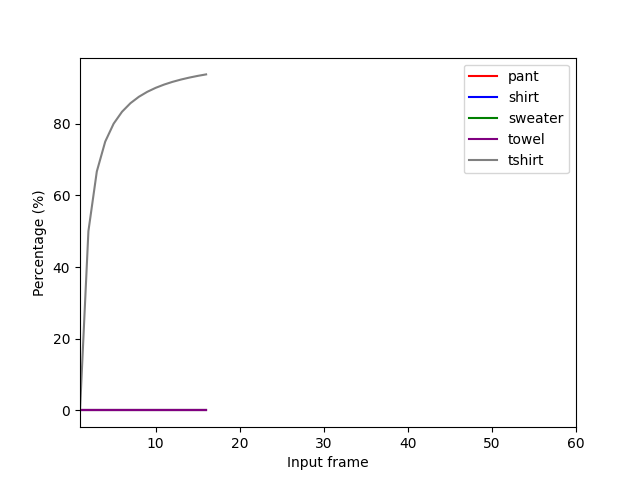 pant
shirt
sweater
towel
tshirt
Percentage (%)
80
60
40
20
0
10 20 30 40 50 60
Input frame